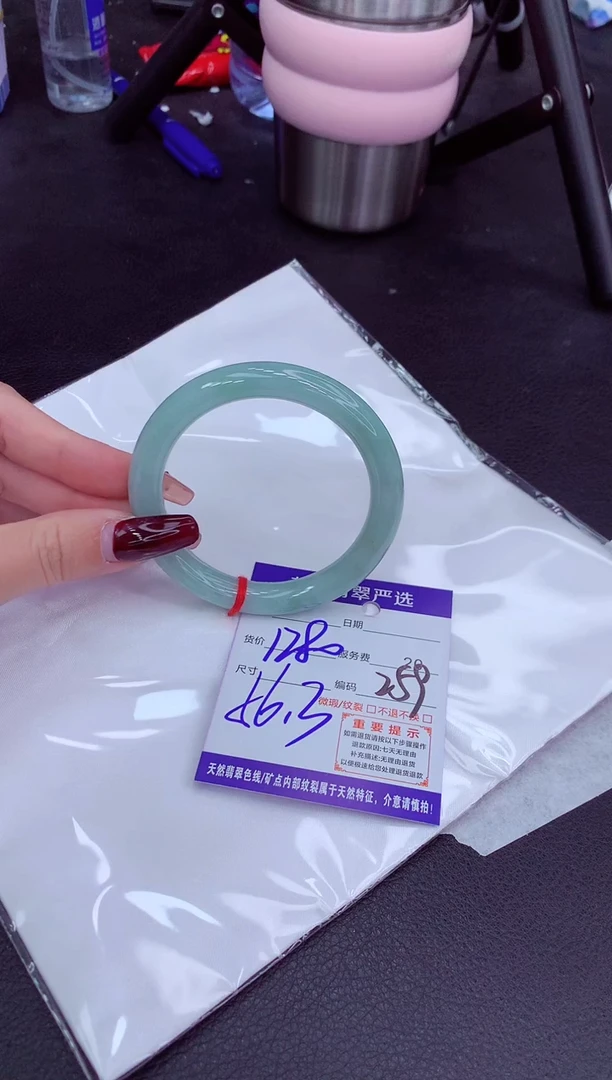 翠严选
日期
货价 1280 服务费 20
尺寸 56.3 编码 259
微瑕/纹裂 □不退不换 □
重要提示
如需退货请按以下步骤操作
退款原因:七天无理由
补充描述:无理由退货
以便极速给您处理退货退款
天然翡翠色线/矿点内部纹裂属于天然特征，介意请慎拍!